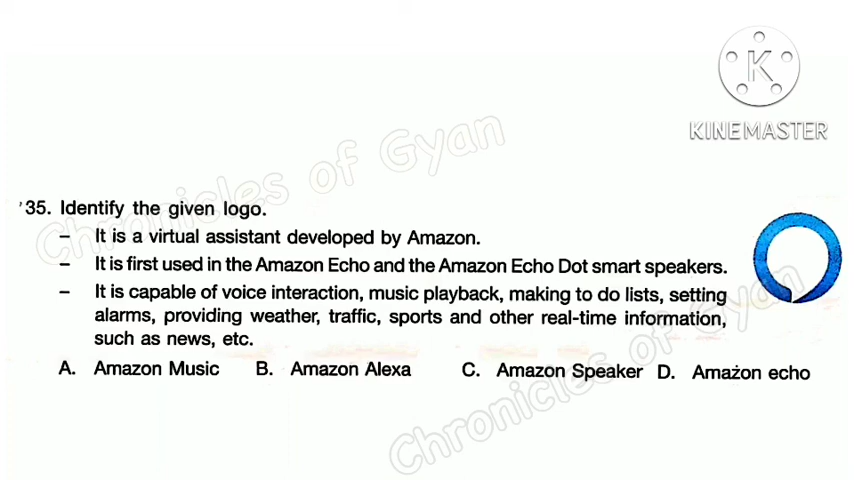 K
KINEMASTER
Chronicles of Gyan
'35. Identify the given logo.
– It is a virtual assistant developed by Amazon.
– It is first used in the Amazon Echo and the Amazon Echo Dot smart speakers.
– It is capable of voice interaction, music playback, making to do lists, setting
alarms, providing weather, traffic, sports and other real-time information,
such as news, etc.
A. Amazon Music B. Amazon Alexa C. Amazon Speaker D. Amazon echo
Chronicles of Gyan